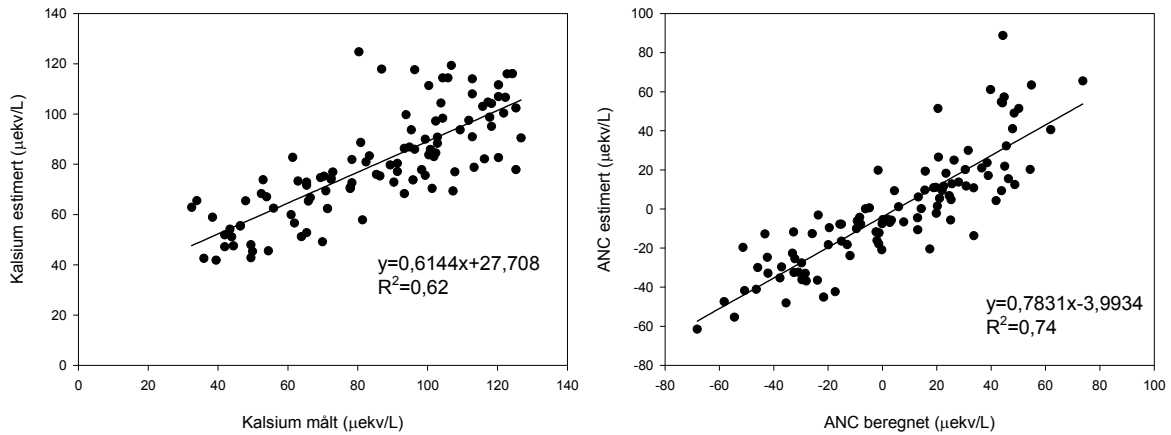 140
120
100
80
60
40
20
0
Kalsium estimert (µekv/L)
y=0,6144x+27,708
R²=0,62
0 20 40 60 80 100 120 140
Kalsium målt (µekv/L)
100
80
60
40
20
0
-20
-40
-60
-80
ANC estimert (µekv/L)
y=0,7831x-3,9934
R²=0,74
-80 -60 -40 -20 0 20 40 60 80 100
ANC beregnet (µekv/L)